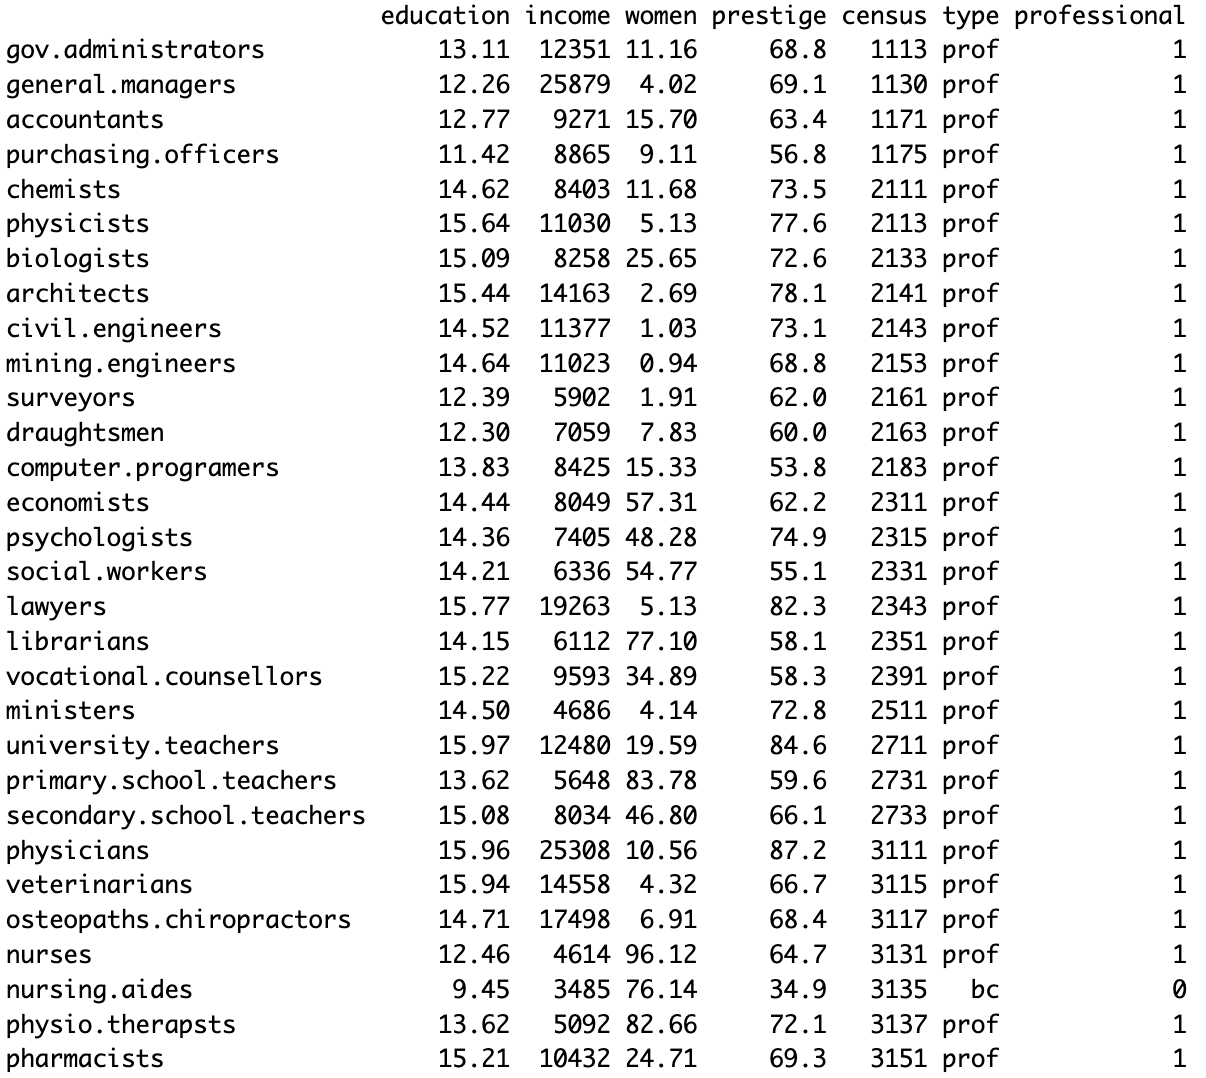 education income women prestige census type professional
gov.administrators 13.11 12351 11.16 68.8 1113 prof 1
general.managers 12.26 25879 4.02 69.1 1130 prof 1
accountants 12.77 9271 15.70 63.4 1171 prof 1
purchasing.officers 11.42 8865 9.11 56.8 1175 prof 1
chemists 14.62 8403 11.68 73.5 2111 prof 1
physicists 15.64 11030 5.13 77.6 2113 prof 1
biologists 15.09 8258 25.65 72.6 2133 prof 1
architects 15.44 14163 2.69 78.1 2141 prof 1
civil.engineers 14.52 11377 1.03 73.1 2143 prof 1
mining.engineers 14.64 11023 0.94 68.8 2153 prof 1
surveyors 12.39 5902 1.91 62.0 2161 prof 1
draughtsmen 12.30 7059 7.83 60.0 2163 prof 1
computer.programers 13.83 8425 15.33 53.8 2183 prof 1
economists 14.44 8049 57.31 62.2 2311 prof 1
psychologists 14.36 7405 48.28 74.9 2315 prof 1
social.workers 14.21 6336 54.77 55.1 2331 prof 1
lawyers 15.77 19263 5.13 82.3 2343 prof 1
librarians 14.15 6112 77.10 58.1 2351 prof 1
vocational.counsellors 15.22 9593 34.89 58.3 2391 prof 1
ministers 14.50 4686 4.14 72.8 2511 prof 1
university.teachers 15.97 12480 19.59 84.6 2711 prof 1
primary.school.teachers 13.62 5648 83.78 59.6 2731 prof 1
secondary.school.teachers 15.08 8034 46.80 66.1 2733 prof 1
physicians 15.96 25308 10.56 87.2 3111 prof 1
veterinarians 15.94 14558 4.32 66.7 3115 prof 1
osteopaths.chiropractors 14.71 17498 6.91 68.4 3117 prof 1
nurses 12.46 4614 96.12 64.7 3131 prof 1
nursing.aides 9.45 3485 76.14 34.9 3135 bc 0
physio.therapsts 13.62 5092 82.66 72.1 3137 prof 1
pharmacists 15.21 10432 24.71 69.3 3151 prof 1